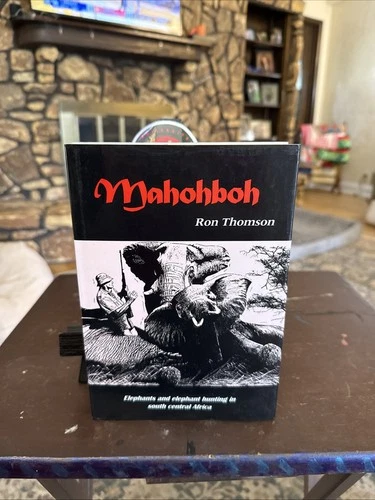 Mahohboh
Ron Thomson
Elephants and elephant hunting in
south central Africa